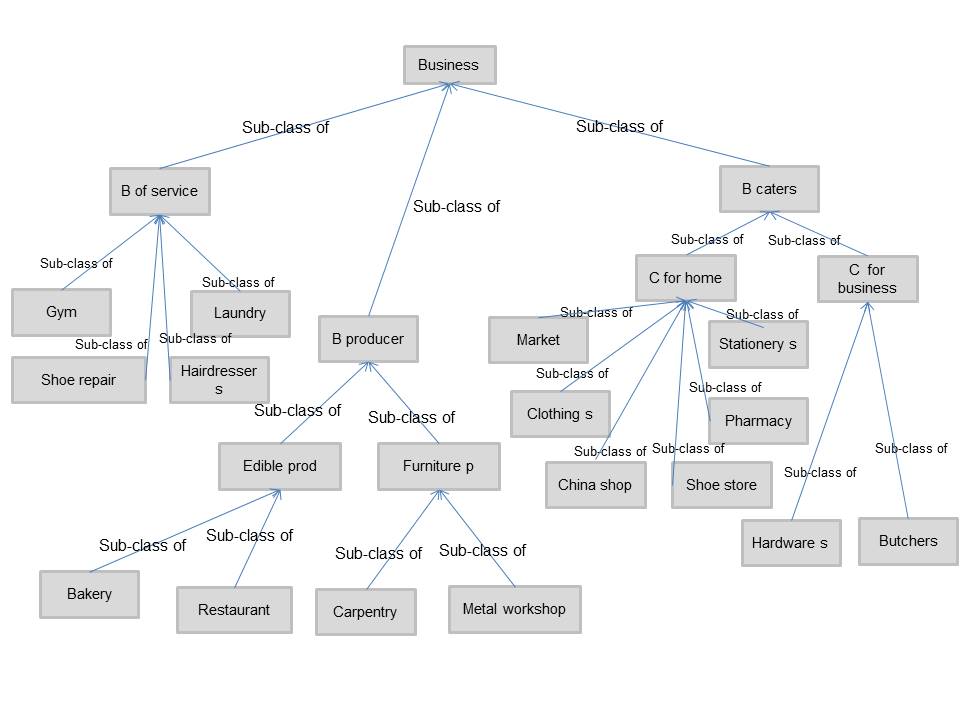 Business
Sub-class of
Sub-class of
B of service
B caters
Sub-class of
Sub-class of
Sub-class of
Sub-class of
C for home
C  for
business
Sub-class of
Gym
Laundry
Sub-class of
Sub-class of
B producer
Market
Stationery s
Sub-class of
Sub-class of
Shoe repair
Hairdresser
s
Sub-class of
Sub-class of
Sub-class of
Sub-class of
Clothing s
Pharmacy
Sub-class of
Sub-class of
Sub-class of
Edible prod
Furniture p
Sub-class of
China shop
Shoe store
Sub-class of
Sub-class of
Sub-class of
Sub-class of
Hardware s
Butchers
Bakery
Restaurant
Carpentry
Metal workshop